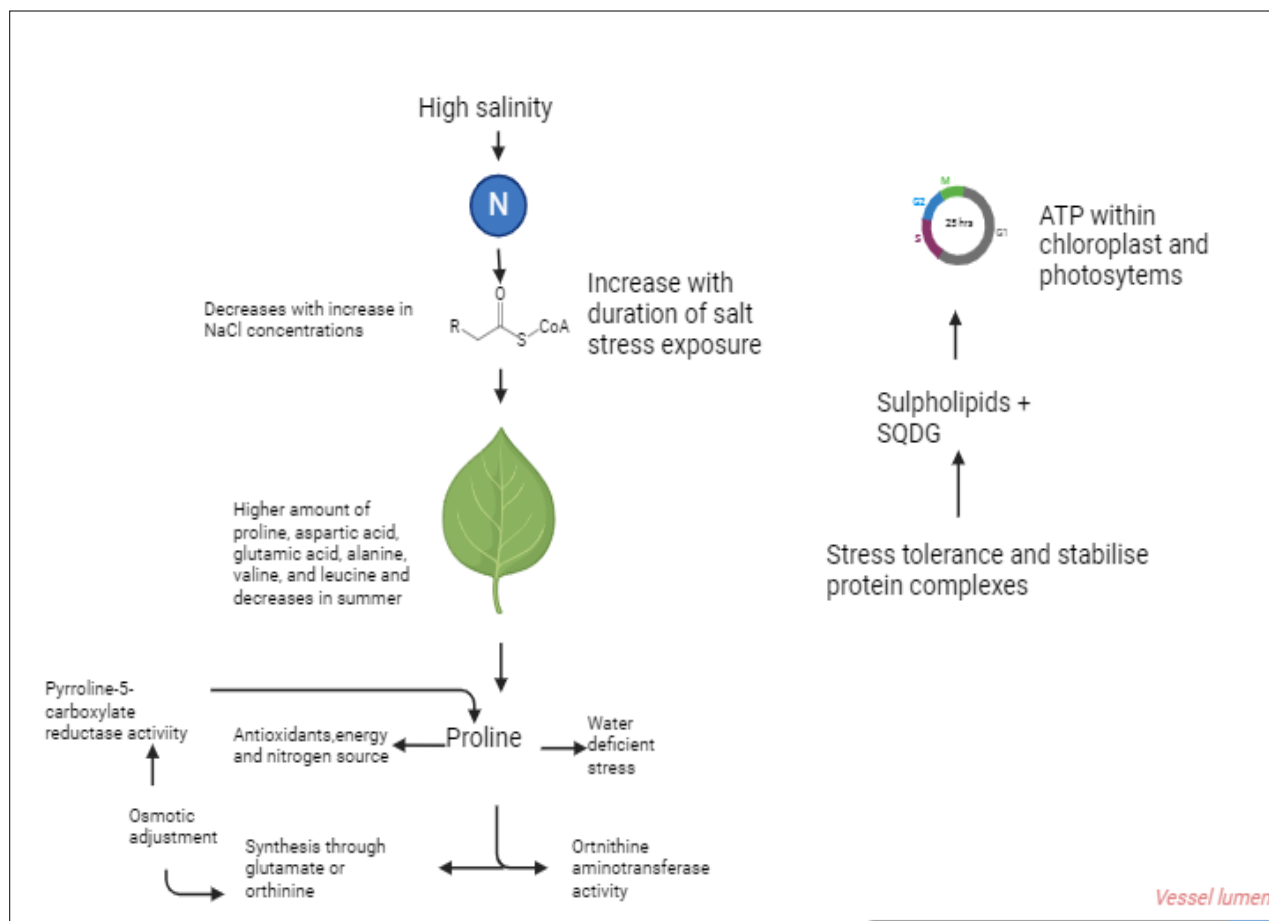 High salinity
N
Decreases with increase in
NaCl concentrations
O
R
S
CoA
Increase with
duration of salt
stress exposure
Higher amount of
proline, aspartic acid,
glutamic acid, alanine,
valine, and leucine and
decreases in summer
Pyrroline-5-
carboxylate
reductase activiity
Antioxidants,energy
and nitrogen source
Proline
Water
deficient
stress
Osmotic
adjustment
Synthesis through
glutamate or
orthinine
Ortnithine
aminotransferase
activity
M
G2
S
25 hrs
G1
ATP within
chloroplast and
photosytems
Sulpholipids +
SQDG
Stress tolerance and stabilise
protein complexes
Vessel lumen